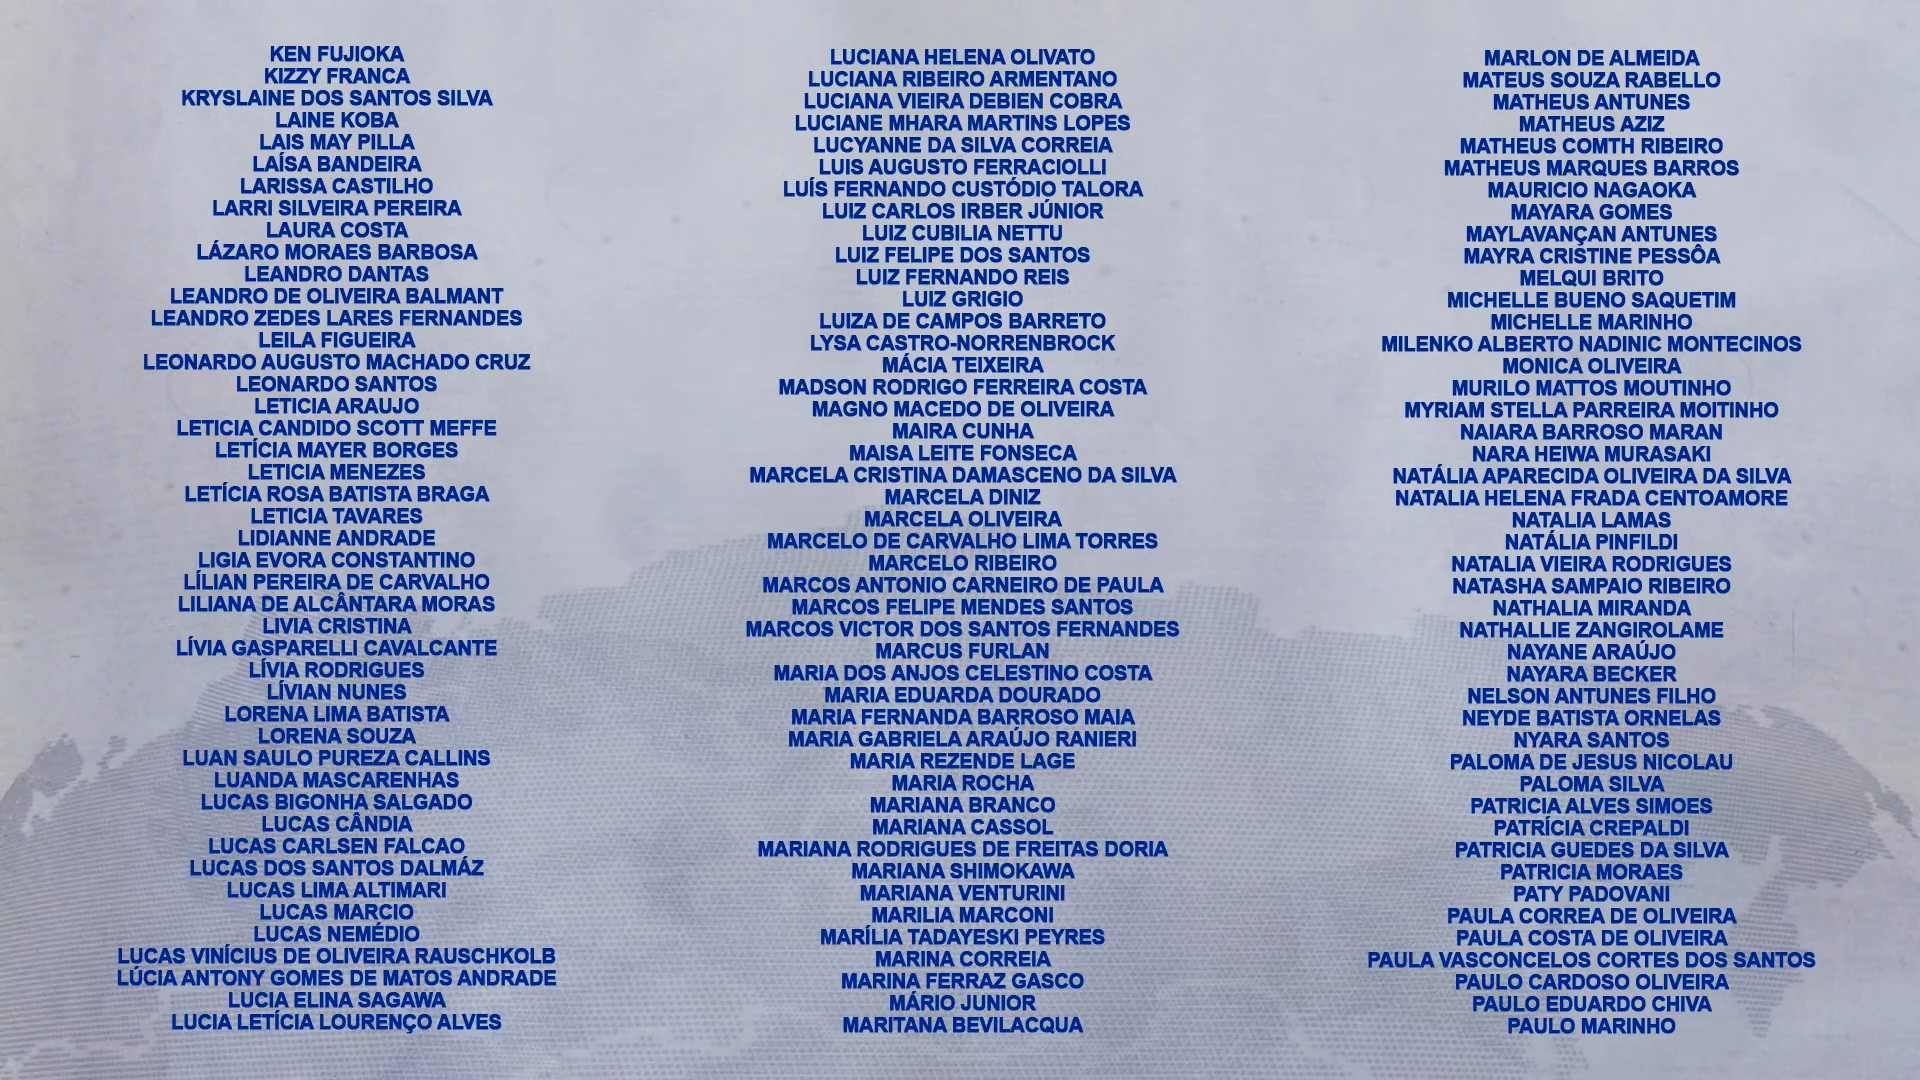 KEN FUJIOKA
KIZZY FRANCA
KRYSLAINE DOS SANTOS SILVA
LAINE KOBA
LAIS MAY PILLA
LAÍSA BANDEIRA
LARISSA CASTILHO
LARRI SILVEIRA PEREIRA
LAURA COSTA
LÁZARO MORAES BARBOSA
LEANDRO DANTAS
LEANDRO DE OLIVEIRA BALMANT
LEANDRO ZEDES LARES FERNANDES
LEILA FIGUEIRA
LEONARDO AUGUSTO MACHADO CRUZ
LEONARDO SANTOS
LETICIA ARAUJO
LETICIA CANDIDO SCOTT MEFFE
LETÍCIA MAYER BORGES
LETICIA MENEZES
LETÍCIA ROSA BATISTA BRAGA
LETICIA TAVARES
LIDIANNE ANDRADE
LIGIA EVORA CONSTANTINO
LÍLIAN PEREIRA DE CARVALHO
LILIANA DE ALCÂNTARA MORAS
LIVIA CRISTINA
LÍVIA GASPARELLI CAVALCANTE
LÍVIA RODRIGUES
LÍVIAN NUNES
LORENA LIMA BATISTA
LORENA SOUZA
LUAN SAULO PUREZA CALLINS
LUANDA MASCARENHAS
LUCAS BIGONHA SALGADO
LUCAS CÂNDIA
LUCAS CARLSEN FALCAO
LUCAS DOS SANTOS DALMÁZ
LUCAS LIMA ALTIMARI
LUCAS MARCIO
LUCAS NEMÉDIO
LUCAS VINÍCIUS DE OLIVEIRA RAUSCHKOLB
LÚCIA ANTONY GOMES DE MATOS ANDRADE
LUCIA ELINA SAGAWA
LUCIA LETÍCIA LOURENÇO ALVES
LUCIANA HELENA OLIVATO
LUCIANA RIBEIRO ARMENTANO
LUCIANA VIEIRA DEBIEN COBRA
LUCIANE MHARA MARTINS LOPES
LUCYANNE DA SILVA CORREIA
LUIS AUGUSTO FERRACIOLLI
LUÍS FERNANDO CUSTÓDIO TALORA
LUIZ CARLOS IRBER JÚNIOR
LUIZ CUBILIA NETTU
LUIZ FELIPE DOS SANTOS
LUIZ FERNANDO REIS
LUIZ GRIGIO
LUIZA DE CAMPOS BARRETO
LYSA CASTRO-NORRENBROCK
MÁCIA TEIXEIRA
MADSON RODRIGO FERREIRA COSTA
MAGNO MACEDO DE OLIVEIRA
MAIRA CUNHA
MAISA LEITE FONSECA
MARCELA CRISTINA DAMASCENO DA SILVA
MARCELA DINIZ
MARCELA OLIVEIRA
MARCELO DE CARVALHO LIMA TORRES
MARCELO RIBEIRO
MARCOS ANTONIO CARNEIRO DE PAULA
MARCOS FELIPE MENDES SANTOS
MARCOS VICTOR DOS SANTOS FERNANDES
MARCUS FURLAN
MARIA DOS ANJOS CELESTINO COSTA
MARIA EDUARDA DOURADO
MARIA FERNANDA BARROSO MAIA
MARIA GABRIELA ARAÚJO RANIERI
MARIA REZENDE LAGE
MARIA ROCHA
MARIANA BRANCO
MARIANA CASSOL
MARIANA RODRIGUES DE FREITAS DORIA
MARIANA SHIMOKAWA
MARIANA VENTURINI
MARILIA MARCONI
MARÍLIA TADAYESKI PEYRES
MARINA CORREIA
MARINA FERRAZ GASCO
MÁRIO JUNIOR
MARITANA BEVILACQUA
MARLON DE ALMEIDA
MATEUS SOUZA RABELLO
MATHEUS ANTUNES
MATHEUS AZIZ
MATHEUS COMTH RIBEIRO
MATHEUS MARQUES BARROS
MAURICIO NAGAOKA
MAYARA GOMES
MAYLAVANÇAN ANTUNES
MAYRA CRISTINE PESSÔA
MELQUI BRITO
MICHELLE BUENO SAQUETIM
MICHELLE MARINHO
MILENKO ALBERTO NADINIC MONTECINOS
MONICA OLIVEIRA
MURILO MATTOS MOUTINHO
MYRIAM STELLA PARREIRA MOITINHO
NAIARA BARROSO MARAN
NARA HEIWA MURASAKI
NATÁLIA APARECIDA OLIVEIRA DA SILVA
NATALIA HELENA FRADA CENTOAMORE
NATALIA LAMAS
NATÁLIA PINFILDI
NATALIA VIEIRA RODRIGUES
NATASHA SAMPAIO RIBEIRO
NATHALIA MIRANDA
NATHALLIE ZANGIROLAME
NAYANE ARAÚJO
NAYARA BECKER
NELSON ANTUNES FILHO
NEYDE BATISTA ORNELAS
NYARA SANTOS
PALOMA DE JESUS NICOLAU
PALOMA SILVA
PATRICIA ALVES SIMOES
PATRÍCIA CREPALDI
PATRICIA GUEDES DA SILVA
PATRICIA MORAES
PATY PADOVANI
PAULA CORREA DE OLIVEIRA
PAULA COSTA DE OLIVEIRA
PAULA VASCONCELOS CORTES DOS SANTOS
PAULO CARDOSO OLIVEIRA
PAULO EDUARDO CHIVA
PAULO MARINHO